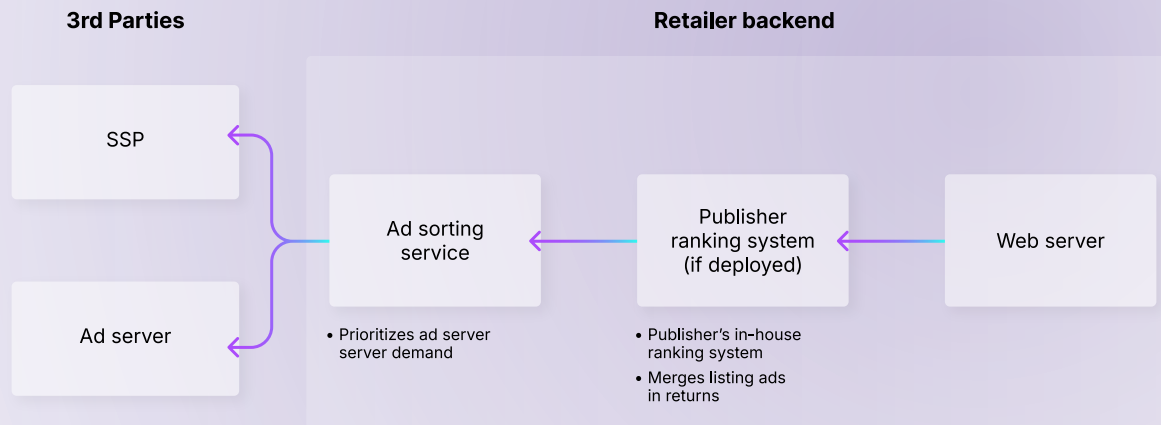 3rd Parties
Retailer backend
SSP
Ad server
Ad sorting
service
• Prioritizes ad server
server demand
Publisher
ranking system
(if deployed)
• Publisher’s in-house
ranking system
• Merges listing ads
in returns
Web server